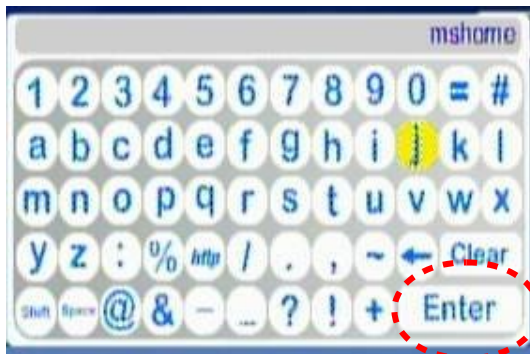 mshome
1 2 3 4 5 6 7 8 9 0 = #
a b c d e f g h i j k l
m n o p q r s t u v w x
y z : % http / . , ~ ← Clear
Shift Space @ & - _ ? ! + Enter